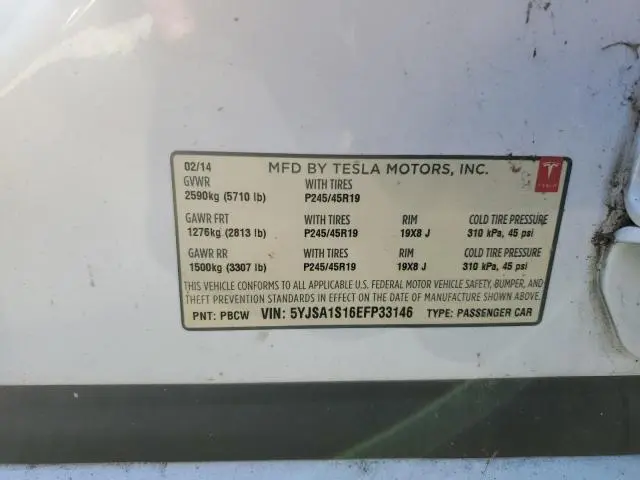 02/14 MFD BY TESLA MOTORS, INC.
GVWR WITH TIRES
2590kg (5710 lb) P245/45R19
GAWR FRT WITH TIRES RIM COLD TIRE PRESSURE
1276kg (2813 lb) P245/45R19 19X8 J 310 kPa, 45 psi
GAWR RR WITH TIRES RIM COLD TIRE PRESSURE
1500kg (3307 lb) P245/45R19 19X8 J 310 kPa, 45 psi
THIS VEHICLE CONFORMS TO ALL APPLICABLE U.S. FEDERAL MOTOR VEHICLE SAFETY, BUMPER, AND
THEFT PREVENTION STANDARDS IN EFFECT ON THE DATE OF MANUFACTURE SHOWN ABOVE.
PNT: PBCW VIN: 5YJSA1S16EFP33146 TYPE: PASSENGER CAR